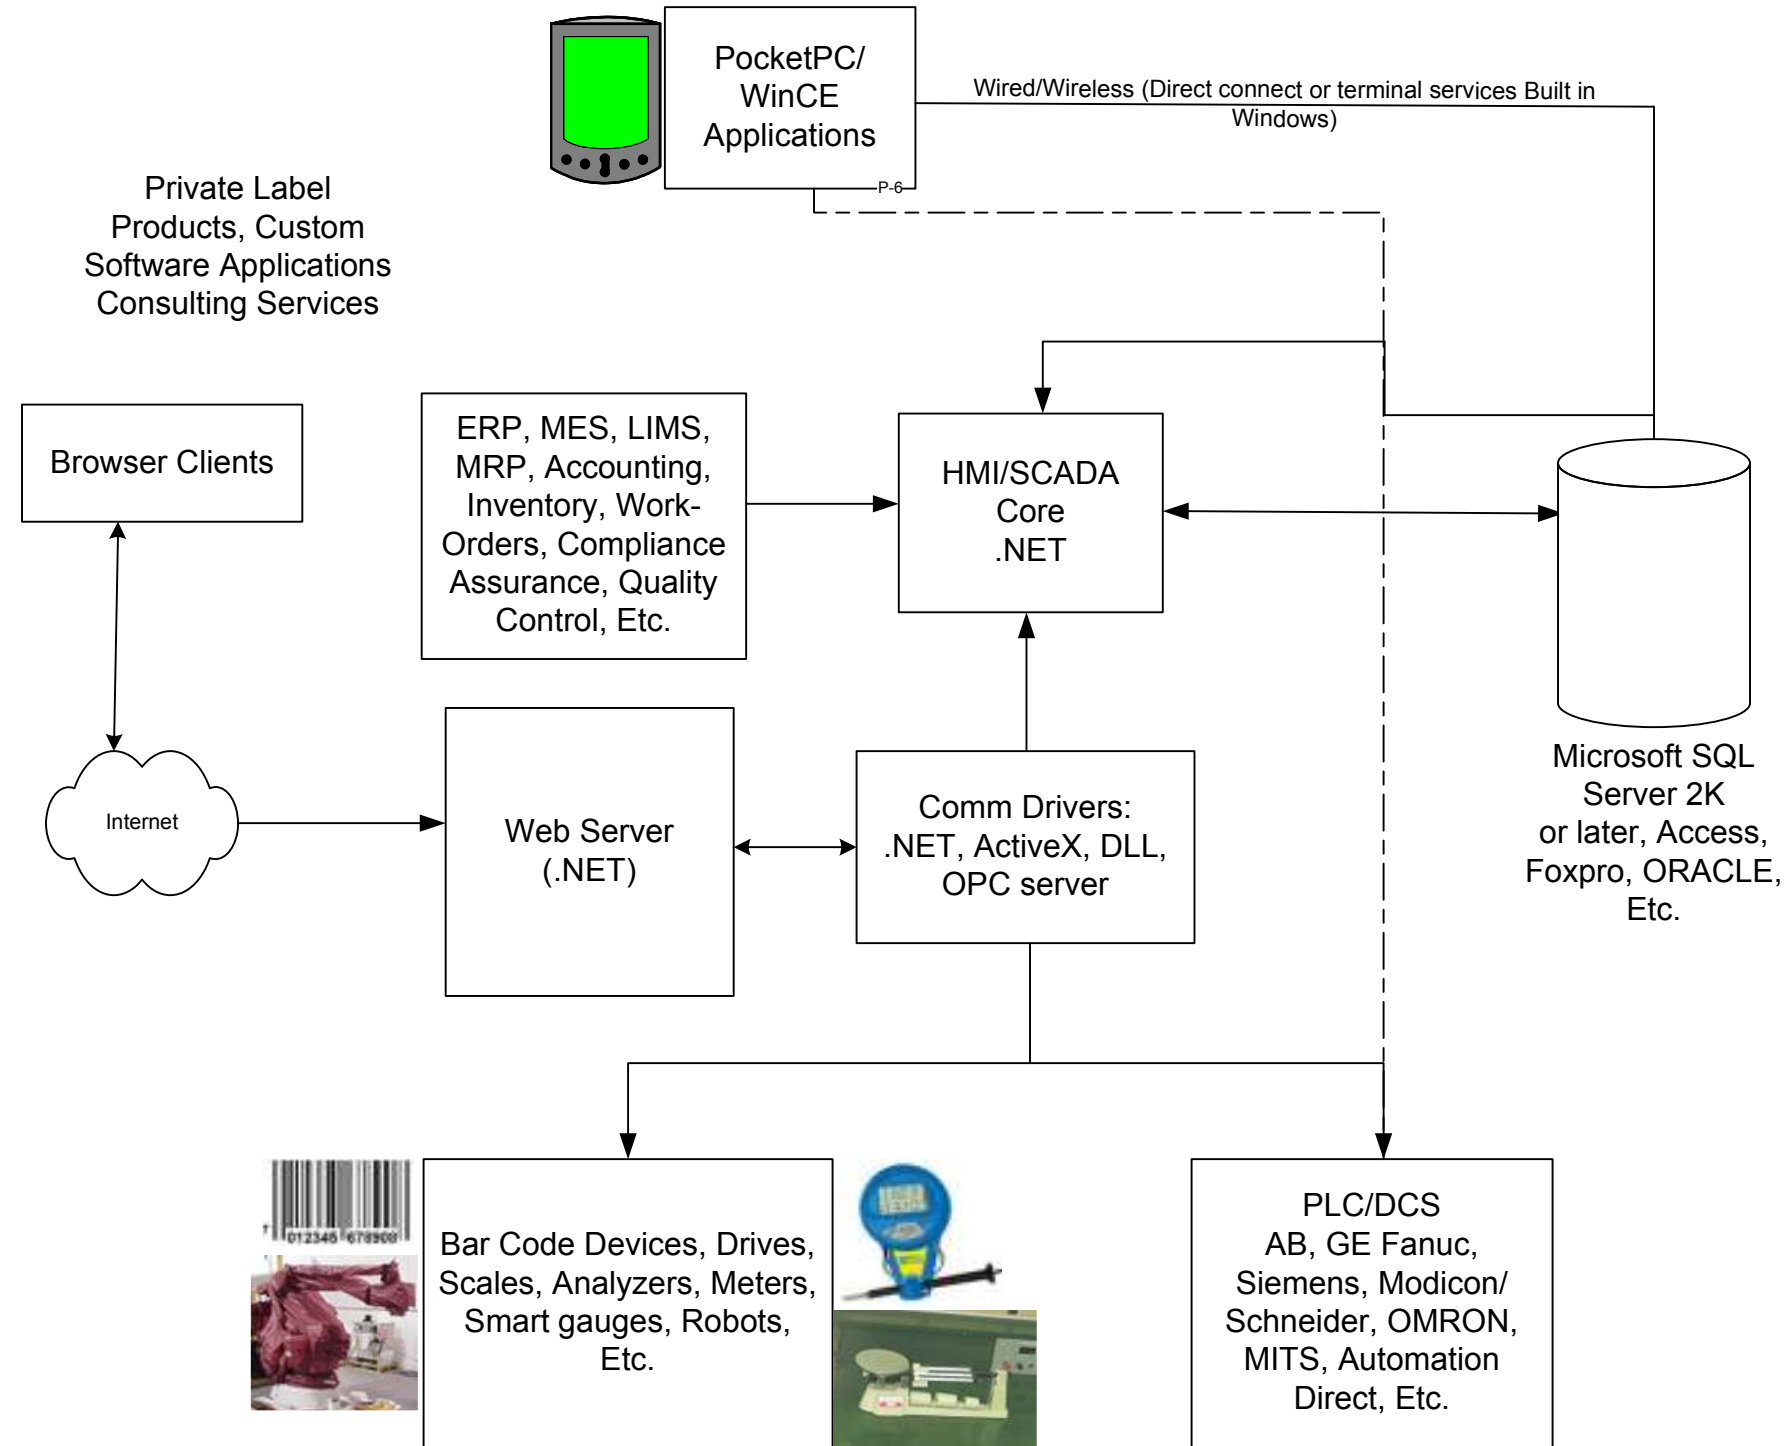 PocketPC/
WinCE
Applications
P-6
Wired/Wireless (Direct connect or terminal services Built in
Windows)
Private Label
Products, Custom
Software Applications
Consulting Services
Browser Clients
ERP, MES, LIMS,
MRP, Accounting,
Inventory, Work-
Orders, Compliance
Assurance, Quality
Control, Etc.
HMI/SCADA
Core
.NET
Internet
Web Server
(.NET)
Comm Drivers:
.NET, ActiveX, DLL,
OPC server
Microsoft SQL
Server 2K
or later, Access,
Foxpro, ORACLE,
Etc.
012345 678908
Bar Code Devices, Drives,
Scales, Analyzers, Meters,
Smart gauges, Robots,
Etc.
PLC/DCS
AB, GE Fanuc,
Siemens, Modicon/
Schneider, OMRON,
MITS, Automation
Direct, Etc.